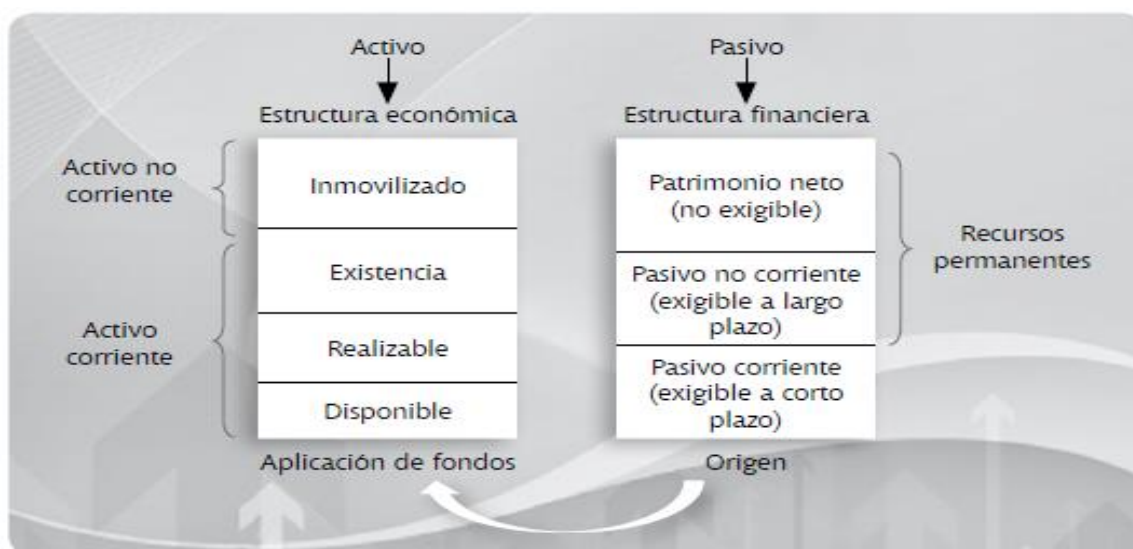 Activo
Pasivo
Estructura económica
Estructura financiera
Activo no
corriente
Inmovilizado
Existencia
Activo
corriente
Realizable
Disponible
Patrimonio neto
(no exigible)
Pasivo no corriente
(exigible a largo
plazo)
Recursos
permanentes
Pasivo corriente
(exigible a corto
plazo)
Aplicación de fondos
Origen